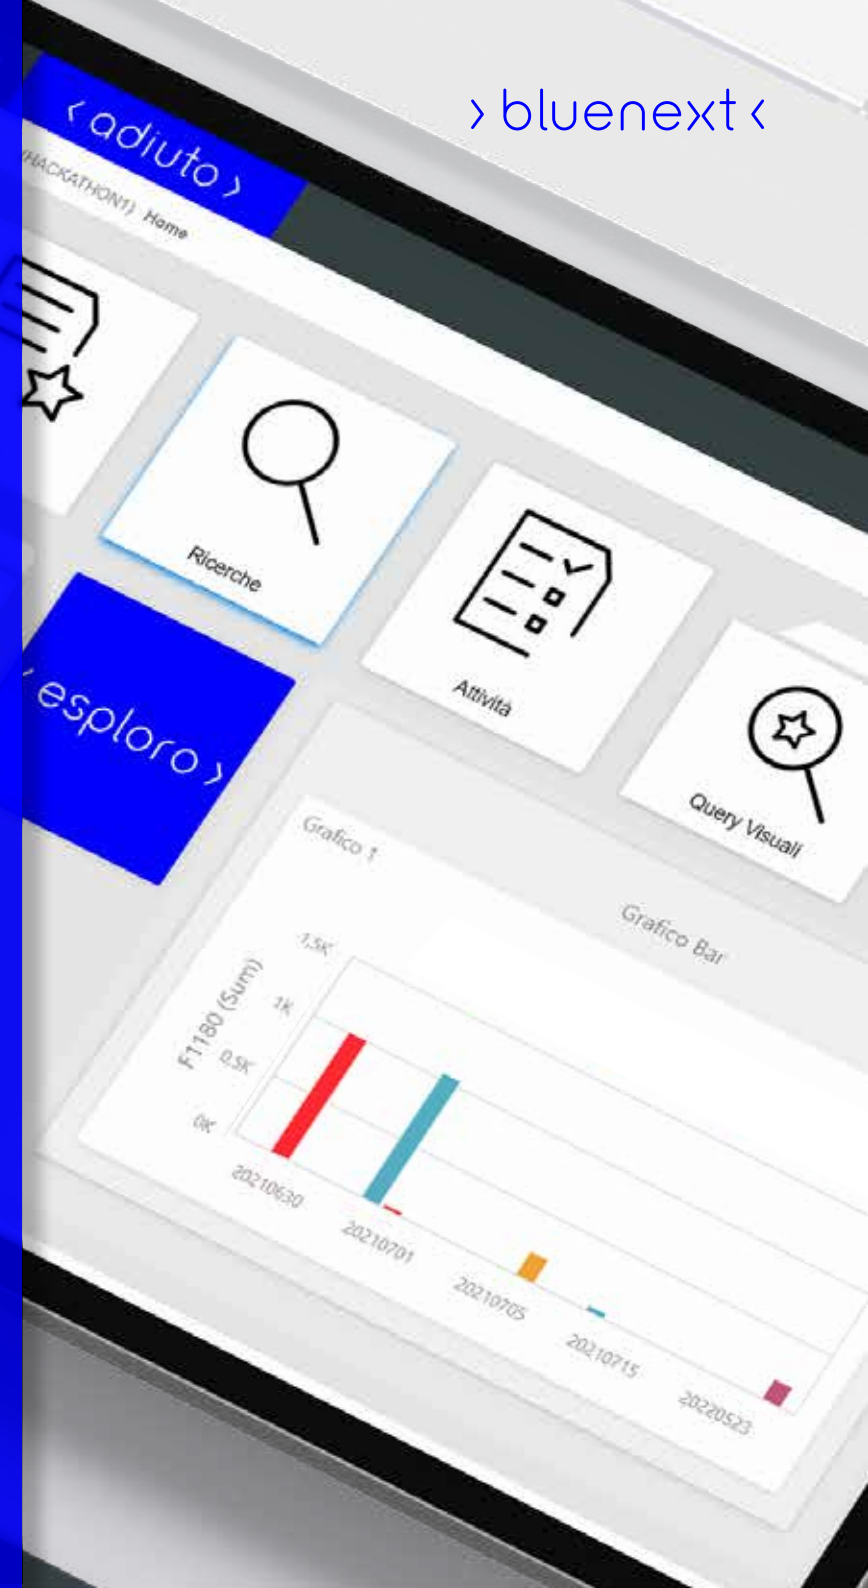 › bluenext ‹
‹ adiuto ›
(HACKATHON1) Home
Ricerche
Attività
Query Visuali
‹ esploro ›
Grafico 1
Grafico Bar
F1180 (Sum)
1,5K
1K
0,5K
0K
20210630
20210701
20210705
20210715
20220523